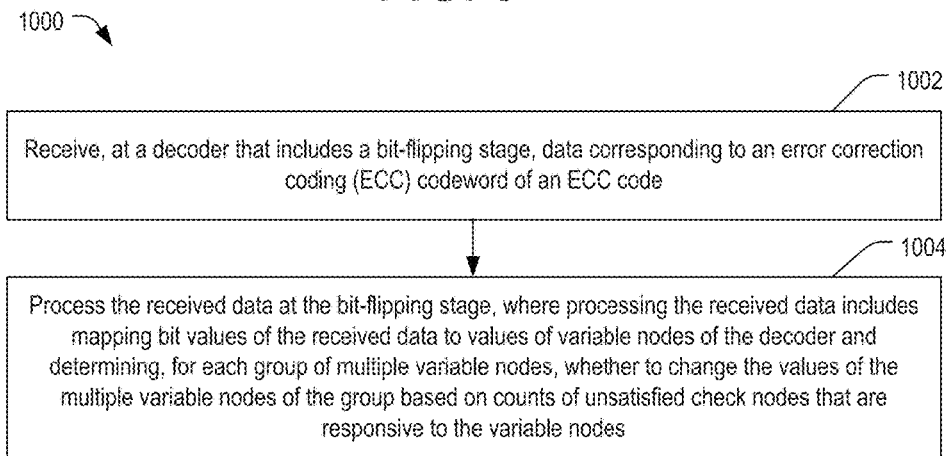 1000
1002
Receive, at a decoder that includes a bit-flipping stage, data corresponding to an error correction
coding (ECC) codeword of an ECC code
1004
Process the received data at the bit-flipping stage, where processing the received data includes
mapping bit values of the received data to values of variable nodes of the decoder and
determining, for each group of multiple variable nodes, whether to change the values of the
multiple variable nodes of the group based on counts of unsatisfied check nodes that are
responsive to the variable nodes